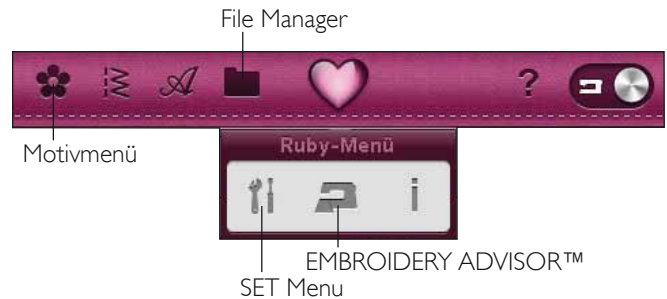 File Manager
?
Motivmenü
Ruby-Menü
i
EMBROIDERY ADVISOR™
SET Menu